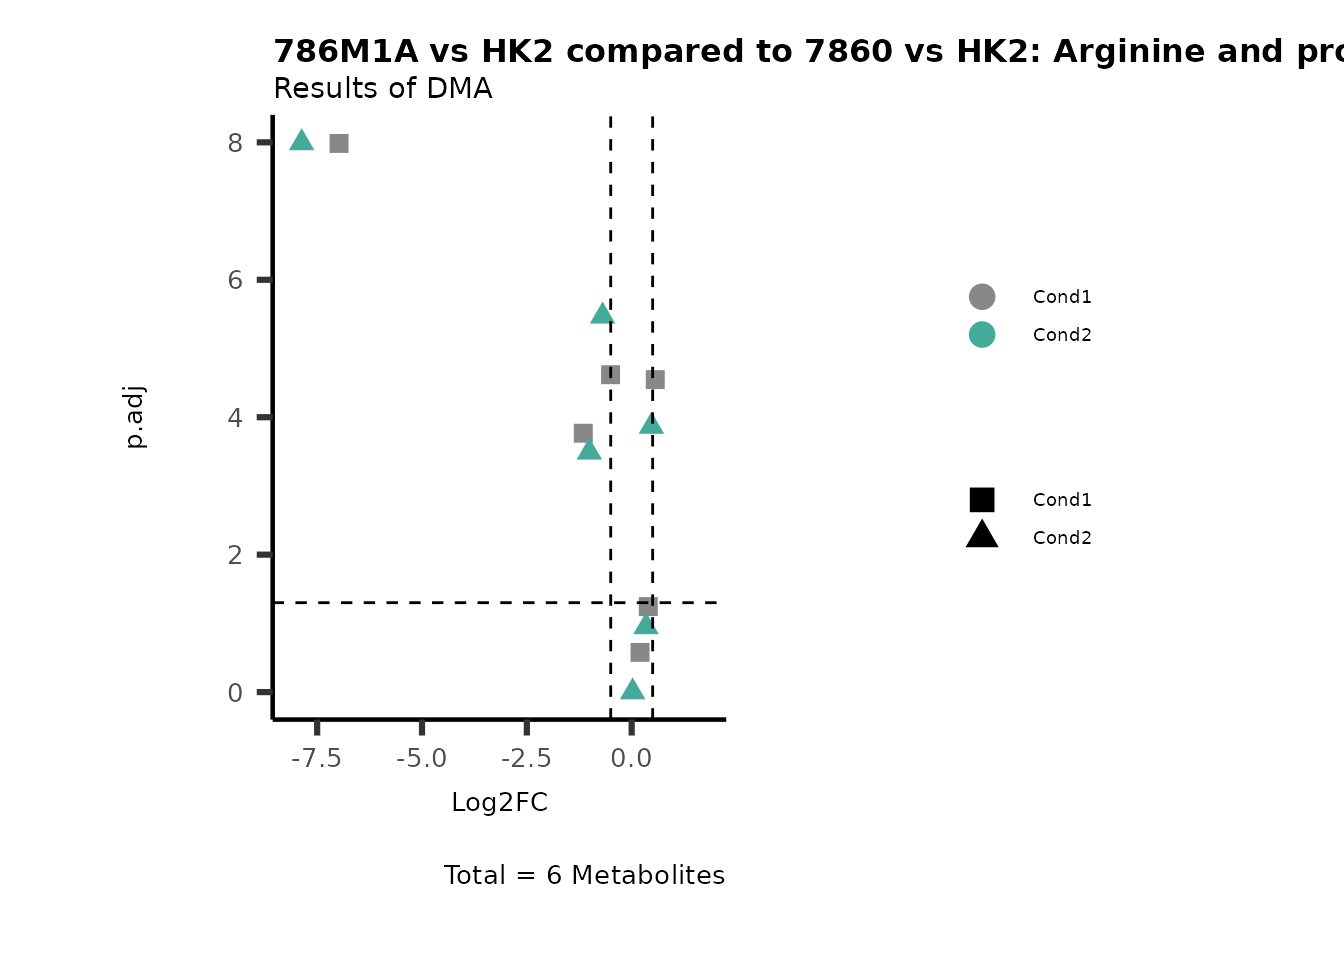 786M1A vs HK2 compared to 7860 vs HK2: Arginine and
Results of DMA
8
6
4
2
0
p.adj
-7.5
-5.0
-2.5
0.0
Log2FC
Total = 6 Metabolites
Cond1
Cond2
Cond1
Cond2